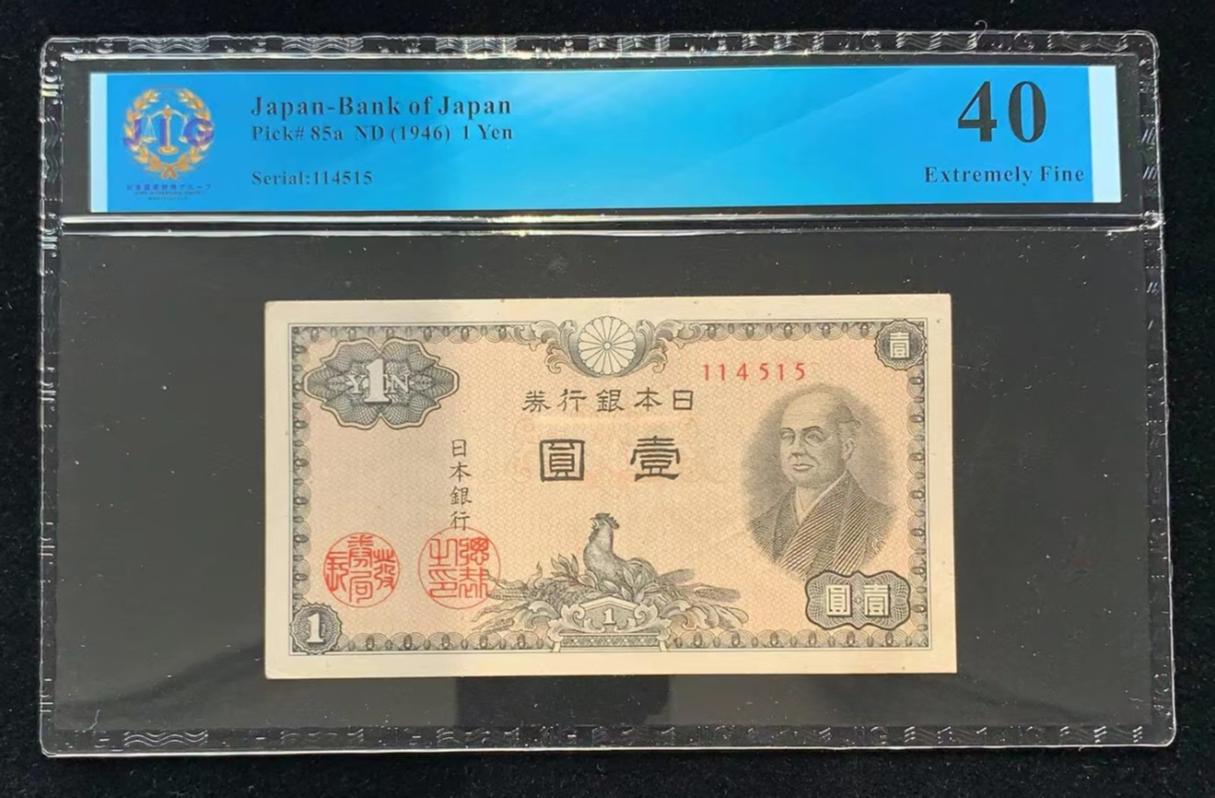 JIG
Japan-Bank of Japan
Pick# 85a ND (1946) 1 Yen
Serial:114515
40
Extremely Fine
1
YEN
壹
114515
券行銀本日
圓壹
日本銀行
1
1
圓壹